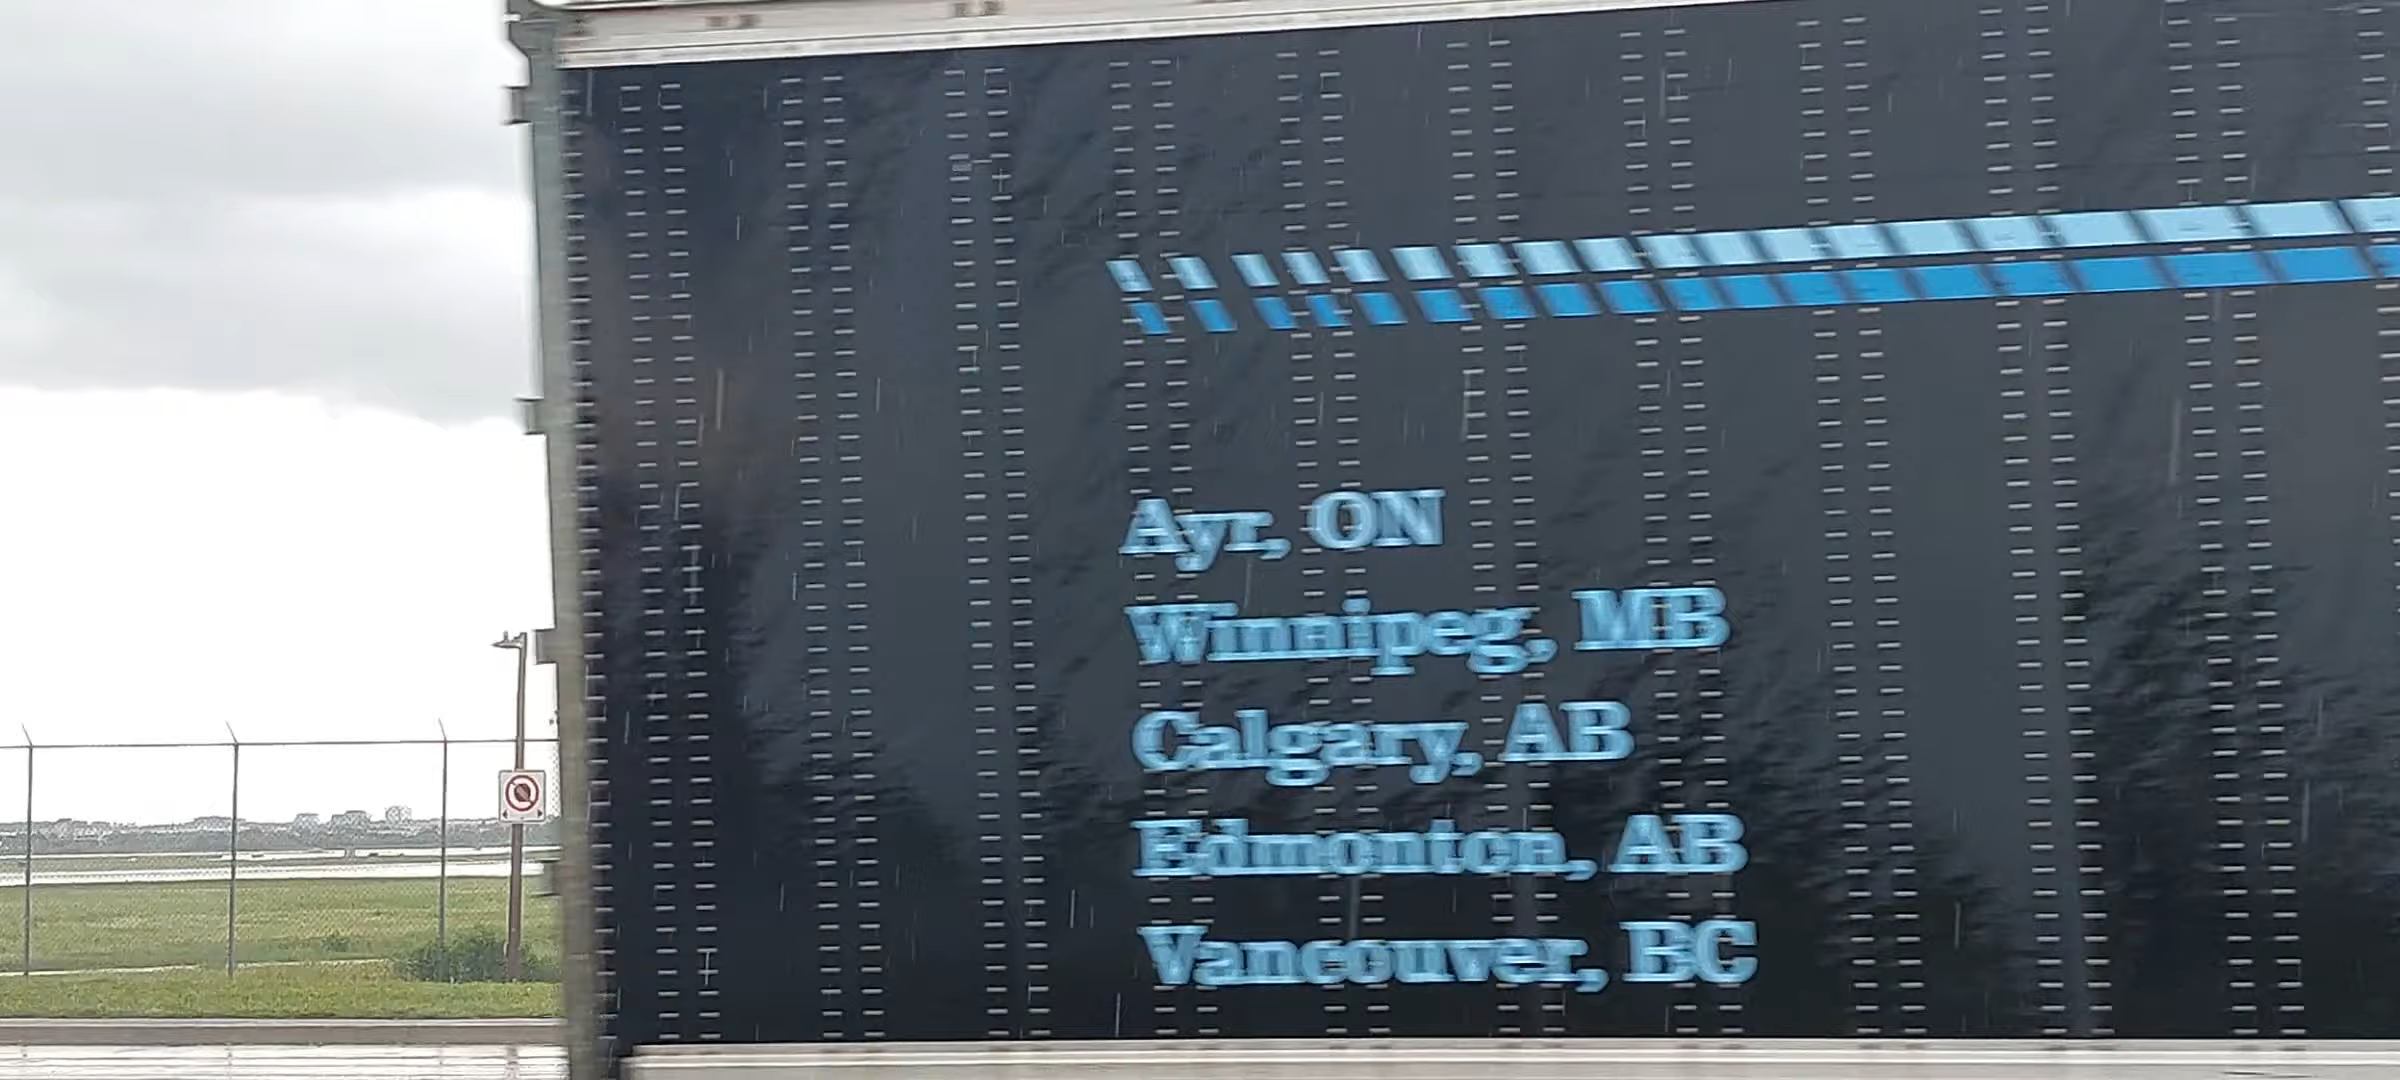 Ayr, ON
Winnipeg, MB
Calgary, AB
Edmonton, AB
Vancouver, BC